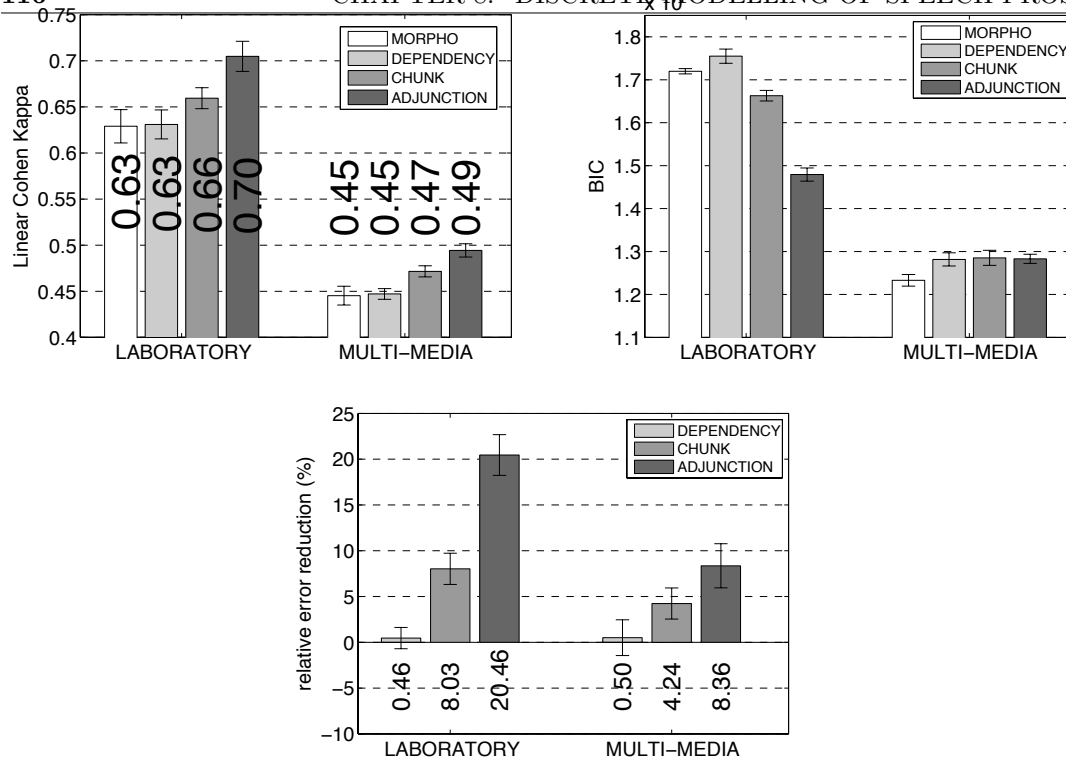 CHAPTER
DISCRETE MODELLING OF SPEECH
x 10
0.75
0.7
0.65
0.6
0.55
0.5
0.45
0.4
Linear Cohen Kappa
MORPHO
DEPENDENCY
CHUNK
ADJUNCTION
0.63
0.63
0.66
0.70
0.45
0.45
0.47
0.49
LABORATORY
MULTI−MEDIA
1.8
1.7
1.6
1.5
1.4
1.3
1.2
1.1
BIC
MORPHO
DEPENDENCY
CHUNK
ADJUNCTION
LABORATORY
MULTI−MEDIA
25
20
15
10
5
0
−5
−10
relative error reduction (%)
DEPENDENCY
CHUNK
ADJUNCTION
0.46
8.03
20.46
0.50
4.24
8.36
LABORATORY
MULTI−MEDIA